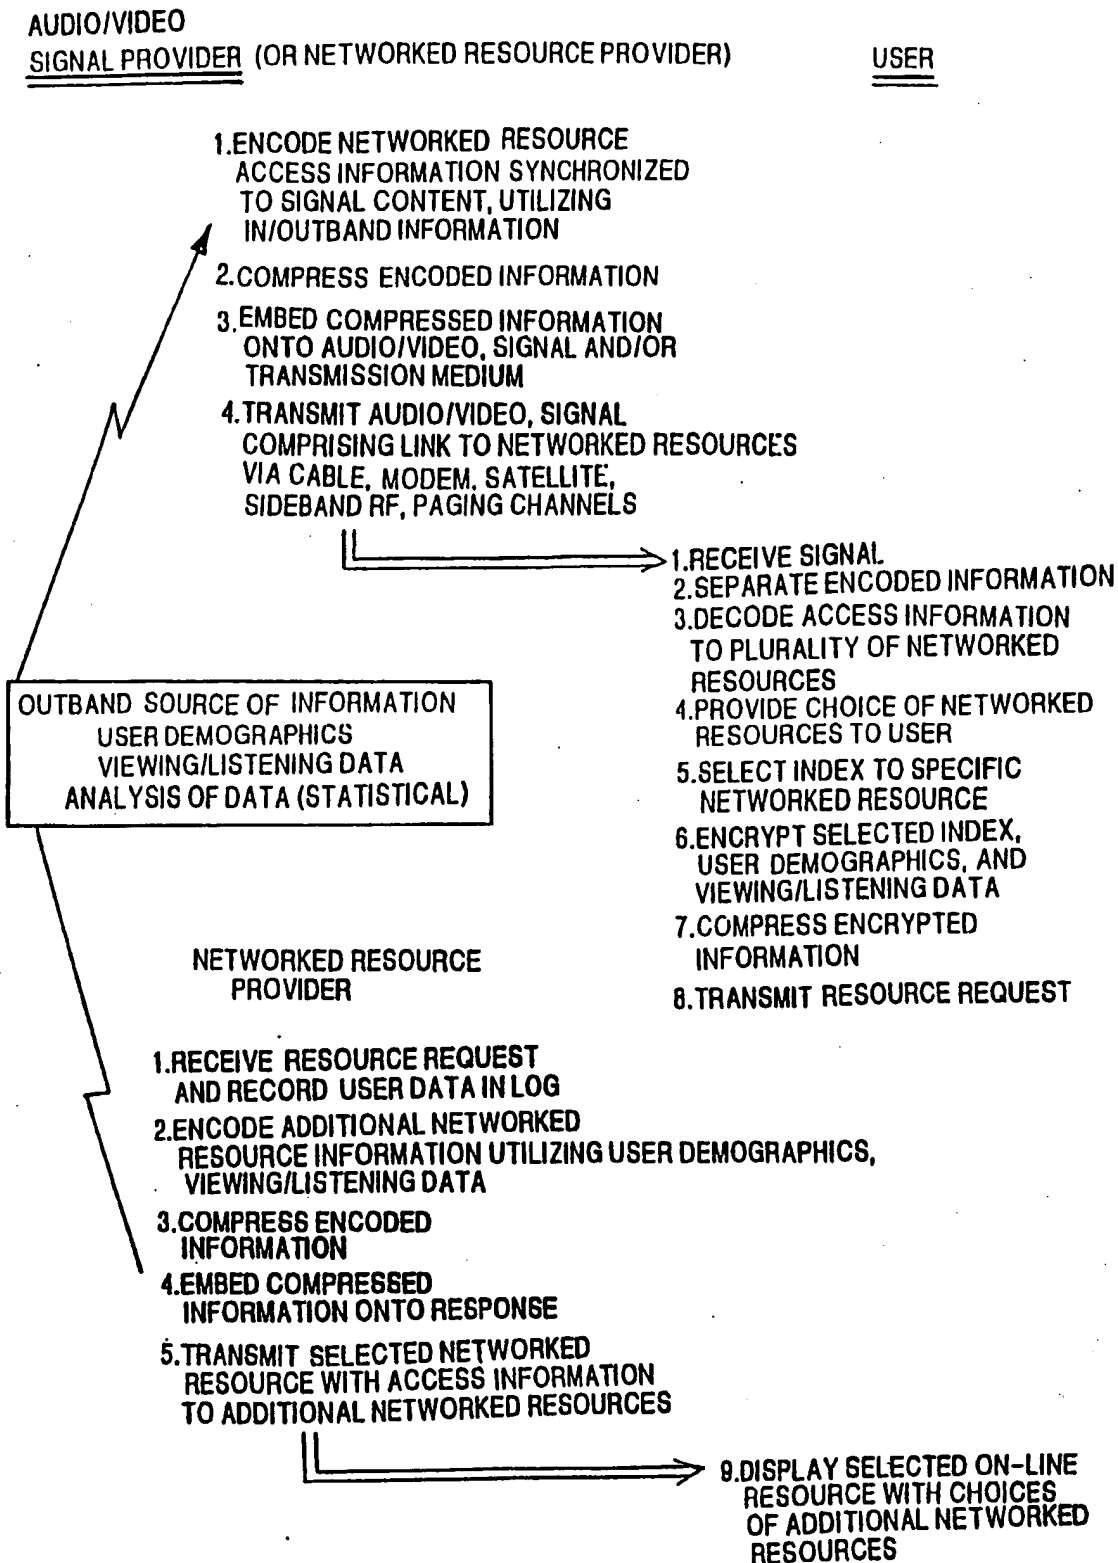 AUDIO/VIDEO
SIGNAL PROVIDER (OR NETWORKED RESOURCE PROVIDER)
USER
1.ENCODE NETWORKED RESOURCE
ACCESS INFORMATION SYNCHRONIZED
TO SIGNAL CONTENT, UTILIZING
IN/OUTBAND INFORMATION
2.COMPRESS ENCODED INFORMATION
3.EMBED COMPRESSED INFORMATION
ONTO AUDIO/VIDEO, SIGNAL AND/OR
TRANSMISSION MEDIUM
4.TRANSMIT AUDIO/VIDEO, SIGNAL
COMPRISING LINK TO NETWORKED RESOURCES
VIA CABLE, MODEM, SATELLITE,
SIDEBAND RF, PAGING CHANNELS
1.RECEIVE SIGNAL
2.SEPARATE ENCODED INFORMATION
3.DECODE ACCESS INFORMATION
TO PLURALITY OF NETWORKED
RESOURCES
4.PROVIDE CHOICE OF NETWORKED
RESOURCES TO USER
5.SELECT INDEX TO SPECIFIC
NETWORKED RESOURCE
6.ENCRYPT SELECTED INDEX,
USER DEMOGRAPHICS, AND
VIEWING/LISTENING DATA
7.COMPRESS ENCRYPTED
INFORMATION
8.TRANSMIT RESOURCE REQUEST
OUTBAND SOURCE OF INFORMATION
USER DEMOGRAPHICS
VIEWING/LISTENING DATA
ANALYSIS OF DATA (STATISTICAL)
NETWORKED RESOURCE
PROVIDER
1.RECEIVE RESOURCE REQUEST
AND RECORD USER DATA IN LOG
2.ENCODE ADDITIONAL NETWORKED
RESOURCE INFORMATION UTILIZING USER DEMOGRAPHICS,
VIEWING/LISTENING DATA
3.COMPRESS ENCODED
INFORMATION
4.EMBED COMPRESSED
INFORMATION ONTO RESPONSE
5.TRANSMIT SELECTED NETWORKED
RESOURCE WITH ACCESS INFORMATION
TO ADDITIONAL NETWORKED RESOURCES
9.DISPLAY SELECTED ON-LINE
RESOURCE WITH CHOICES
OF ADDITIONAL NETWORKED
RESOURCES